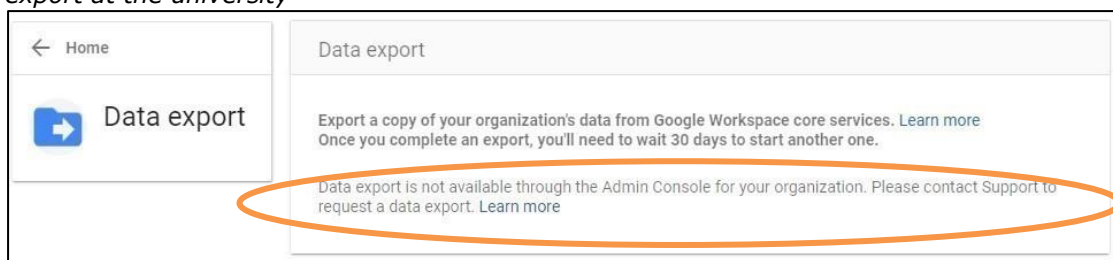 export at the university
← Home
Data export
Data export
Export a copy of your organization's data from Google Workspace core services. Learn more
Once you complete an export, you'll need to wait 30 days to start another one.
Data export is not available through the Admin Console for your organization. Please contact Support to
request a data export. Learn more